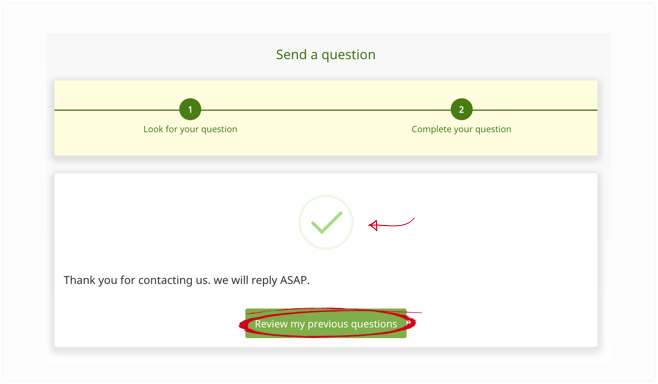 Send a question
1
2
Look for your question
Complete your question
Thank you for contacting us. we will reply ASAP.
Review my previous questions